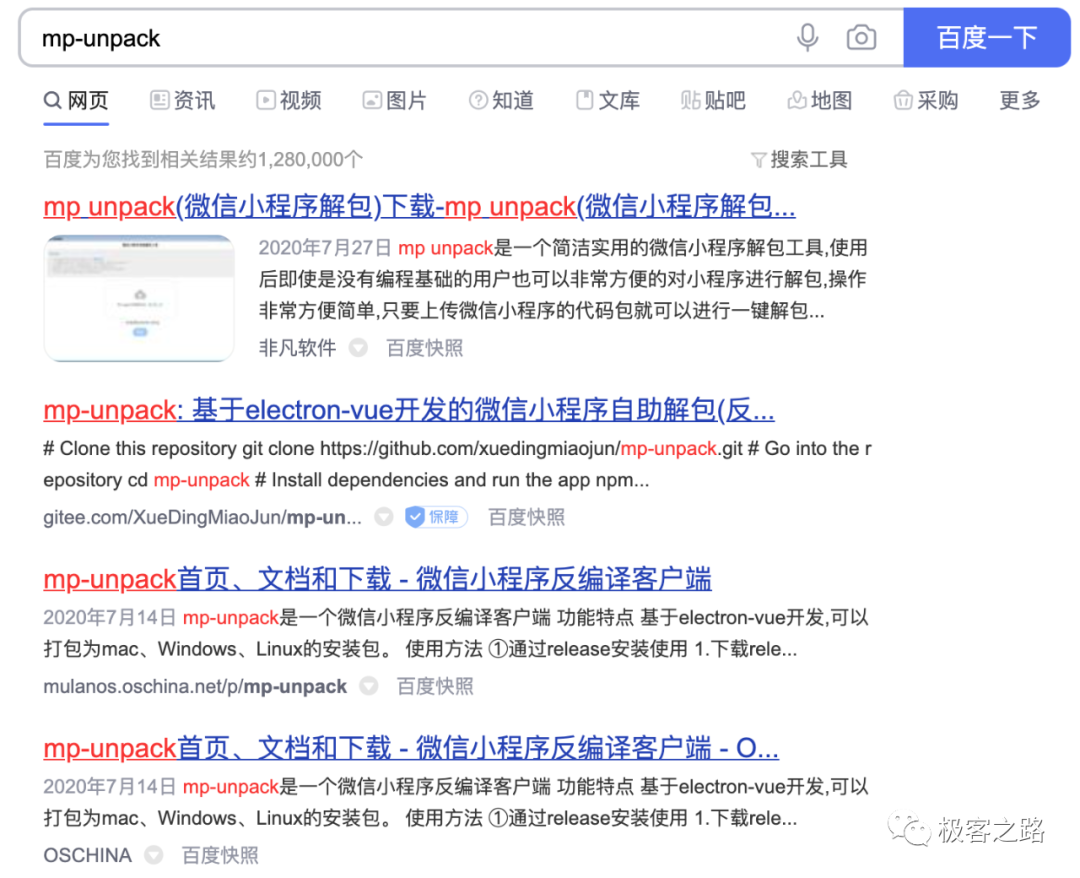 mp-unpack
百度一下
网页 资讯 视频 图片 知道 文库 贴吧 地图 采购 更多
百度为您找到相关结果约1,280,000个 搜索工具
mp unpack(微信小程序解包)下载-mp unpack(微信小程序解包...
2020年7月27日 mp unpack是一个简洁实用的微信小程序解包工具,使用
后即使是没有编程基础的用户也可以非常方便的对小程序进行解包,操作
非常方便简单,只要上传微信小程序的代码包就可以进行一键解包...
非凡软件 百度快照
mp-unpack: 基于electron-vue开发的微信小程序自助解包(反...
# Clone this repository git clone https://github.com/xuedingmiaojun/mp-unpack.git # Go into the r
epository cd mp-unpack # Install dependencies and run the app npm...
gitee.com/XueDingMiaoJun/mp-un... 保障 百度快照
mp-unpack首页、文档和下载 - 微信小程序反编译客户端
2020年7月14日 mp-unpack是一个微信小程序反编译客户端 功能特点 基于electron-vue开发,可以
打包为mac、Windows、Linux的安装包。 使用方法 ①通过release安装使用 1.下载rele...
mulanos.oschina.net/p/mp-unpack 百度快照
mp-unpack首页、文档和下载 - 微信小程序反编译客户端 - O...
2020年7月14日 mp-unpack是一个微信小程序反编译客户端 功能特点 基于electron-vue开发,可以
打包为mac、Windows、Linux的安装包。 使用方法 ①通过release安装使用 1.下载rele...
OSCHINA 百度快照
极客之路